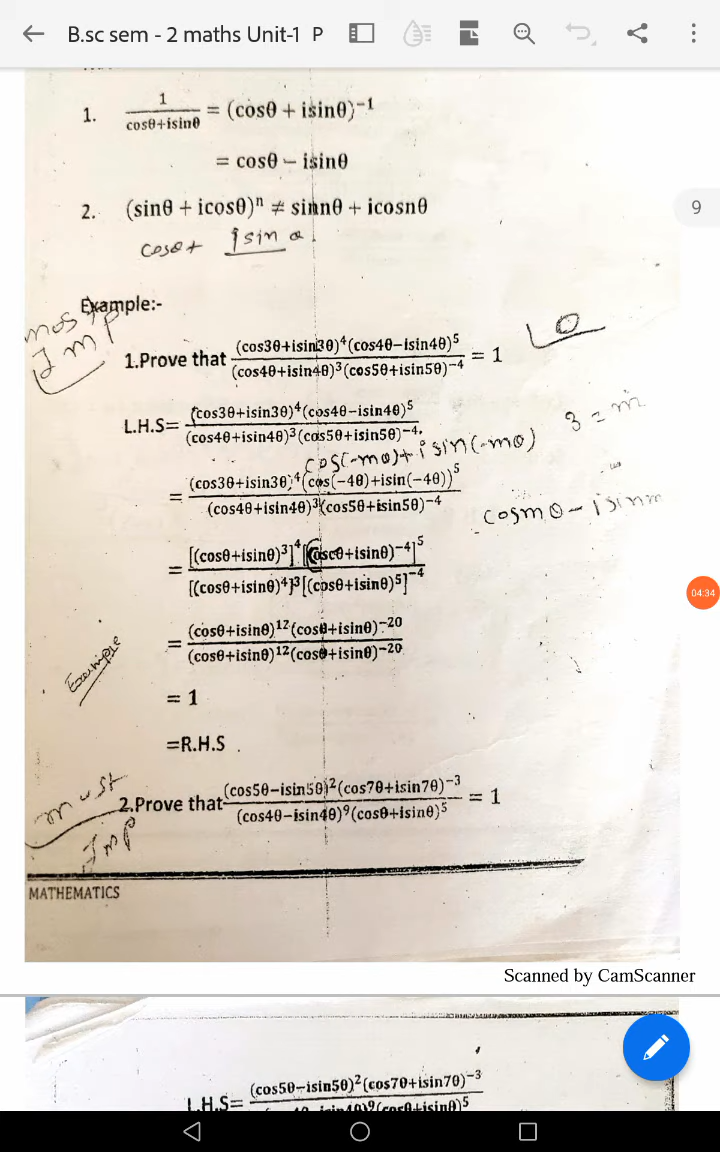 B.sc sem - 2 maths Unit-1 P
9
1. 1/(cosθ+isinθ) = (cosθ + isinθ)⁻¹
= cosθ − isinθ
2. (sinθ + icosθ)ⁿ ≠ sinnθ + icosnθ
cosθ + isinθ
Example:-
most
Imp
1.Prove that (cos3θ+isin3θ)⁴(cos4θ−isin4θ)⁵/(cos4θ+isin4θ)³(cos5θ+isin5θ)⁻⁴ = 1
L.H.S= (cos3θ+isin3θ)⁴(cos4θ−isin4θ)⁵/(cos4θ+isin4θ)³(cos5θ+isin5θ)⁻⁴
3 = m
cos(-mθ)+isin(-mθ)
= (cos3θ+isin3θ)⁴(cos(−4θ)+isin(−4θ))⁵/(cos4θ+isin4θ)³(cos5θ+isin5θ)⁻⁴
cosmθ - isinm
= [(cosθ+isinθ)³]⁴[(cosθ+isinθ)⁻⁴]⁵/[(cosθ+isinθ)⁴]³[(cosθ+isinθ)⁵]⁻⁴
04:34
= (cosθ+isinθ)¹²(cosθ+isinθ)⁻²⁰/(cosθ+isinθ)¹²(cosθ+isinθ)⁻²⁰
Example
= 1
=R.H.S .
must
Imp
2.Prove that (cos5θ−isin5θ)²(cos7θ+isin7θ)⁻³/(cos4θ−isin4θ)⁹(cosθ+isinθ)⁵ = 1
MATHEMATICS
Scanned by CamScanner
L.H.S= (cos5θ−isin5θ)²(cos7θ+isin7θ)⁻³